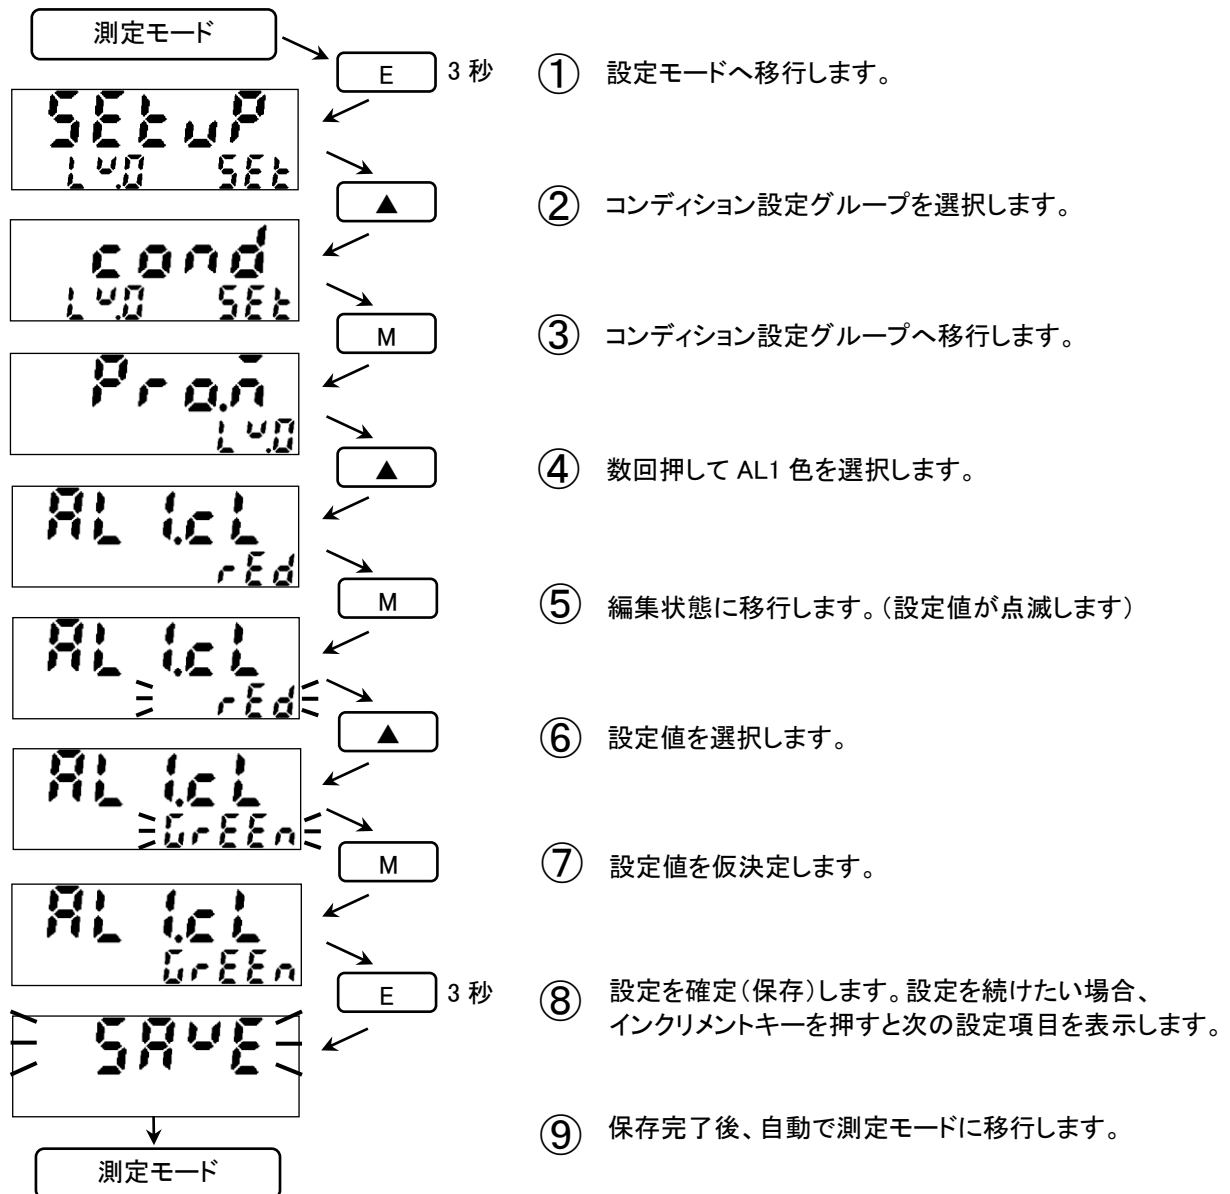 測定モード
E 3 秒 ① 設定モードへ移行します。
SEtuP
Lv.0 SEt
▲ ② コンディション設定グループを選択します。
cond
Lv.0 SEt
M ③ コンディション設定グループへ移行します。
Pro.m
Lv.0
▲ ④ 数回押して AL1 色を選択します。
AL1.cL
rEd
M ⑤ 編集状態に移行します。（設定値が点滅します）
AL1.cL
rEd
▲ ⑥ 設定値を選択します。
AL1.cL
GrEEn
M ⑦ 設定値を仮決定します。
AL1.cL
GrEEn
E 3 秒 ⑧ 設定を確定（保存）します。設定を続けたい場合、
インクリメントキーを押すと次の設定項目を表示します。
SAvE
⑨ 保存完了後、自動で測定モードに移行します。
測定モード